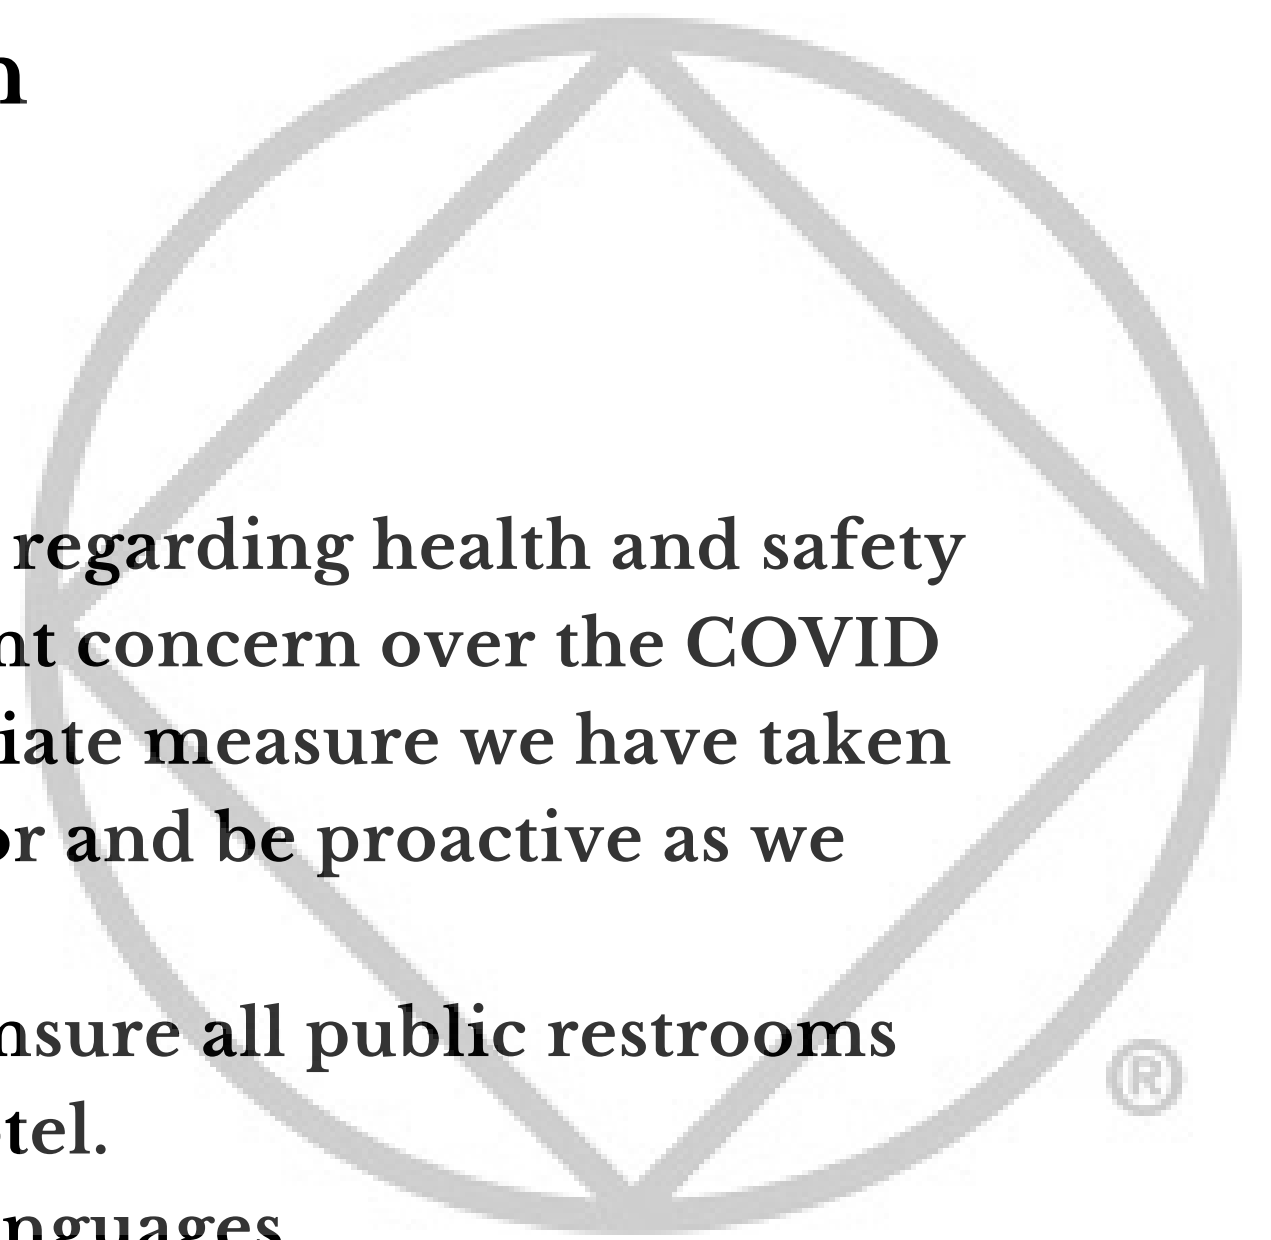 n
regarding health and safety
nt concern over the COVID
iate measure we have taken
or and be proactive as we
nsure all public restrooms
tel.
nguages
®